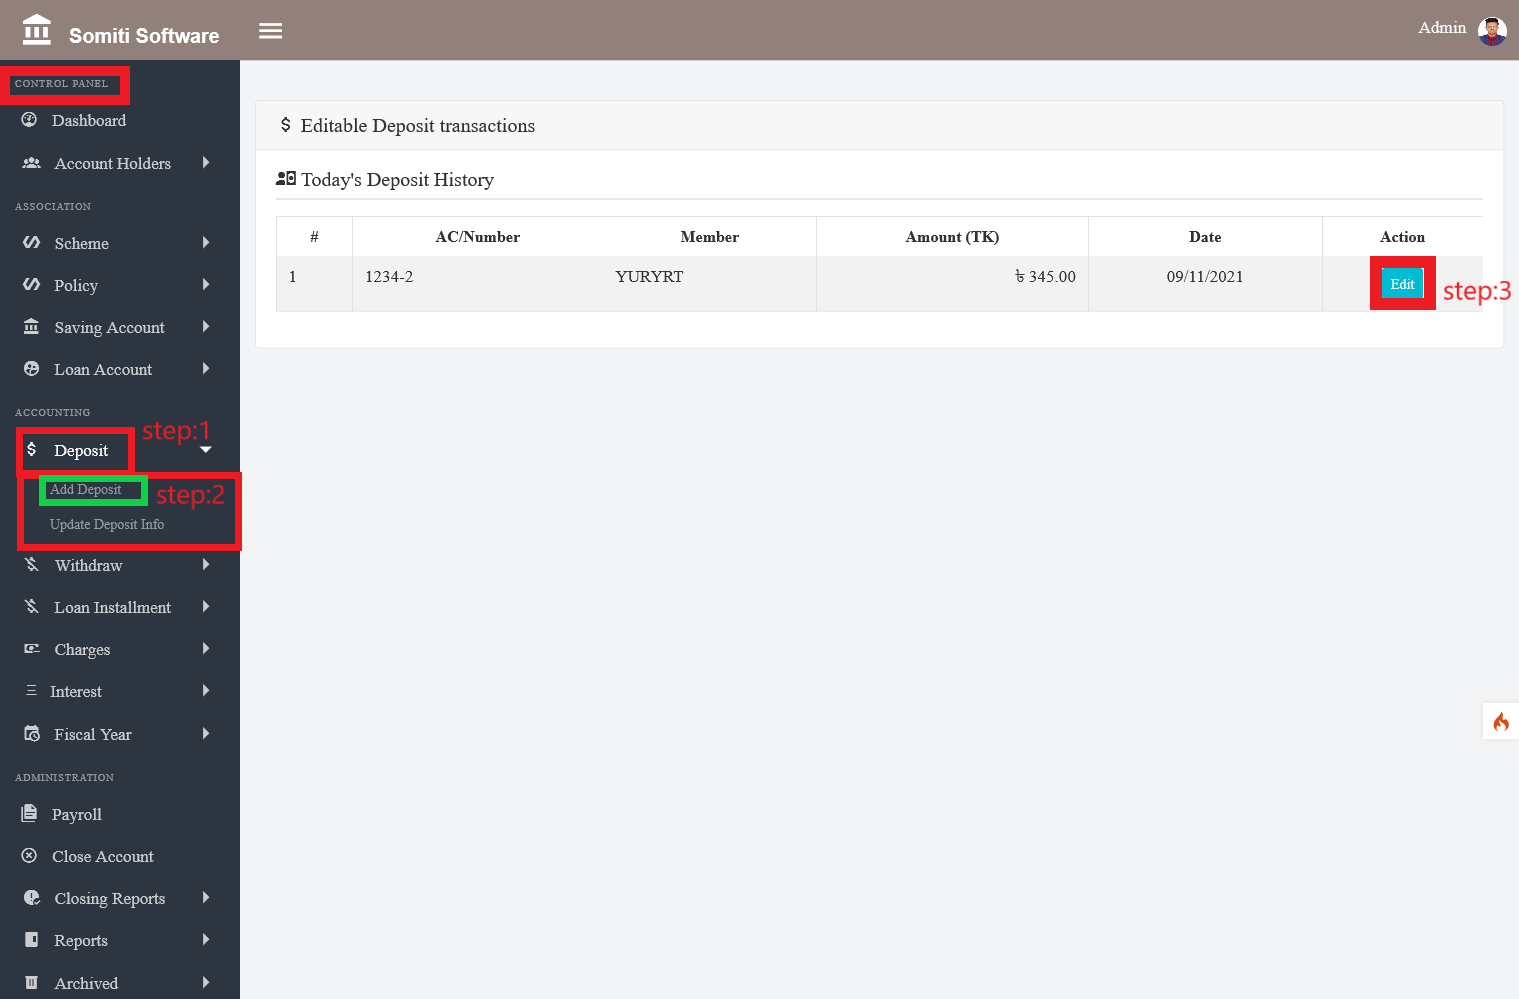 Somiti Software
Admin
CONTROL PANEL
Dashboard
Account Holders
ASSOCIATION
Scheme
Policy
Saving Account
Loan Account
ACCOUNTING
Deposit
step:1
Add Deposit
step:2
Update Deposit Info
Withdraw
Loan Installment
Charges
Interest
Fiscal Year
ADMINISTRATION
Payroll
Close Account
Closing Reports
Reports
Archived
$ Editable Deposit transactions
Today's Deposit History
# AC/Number Member Amount (TK) Date Action
1 1234-2 YURYRT ৳ 345.00 09/11/2021 Edit
step:3